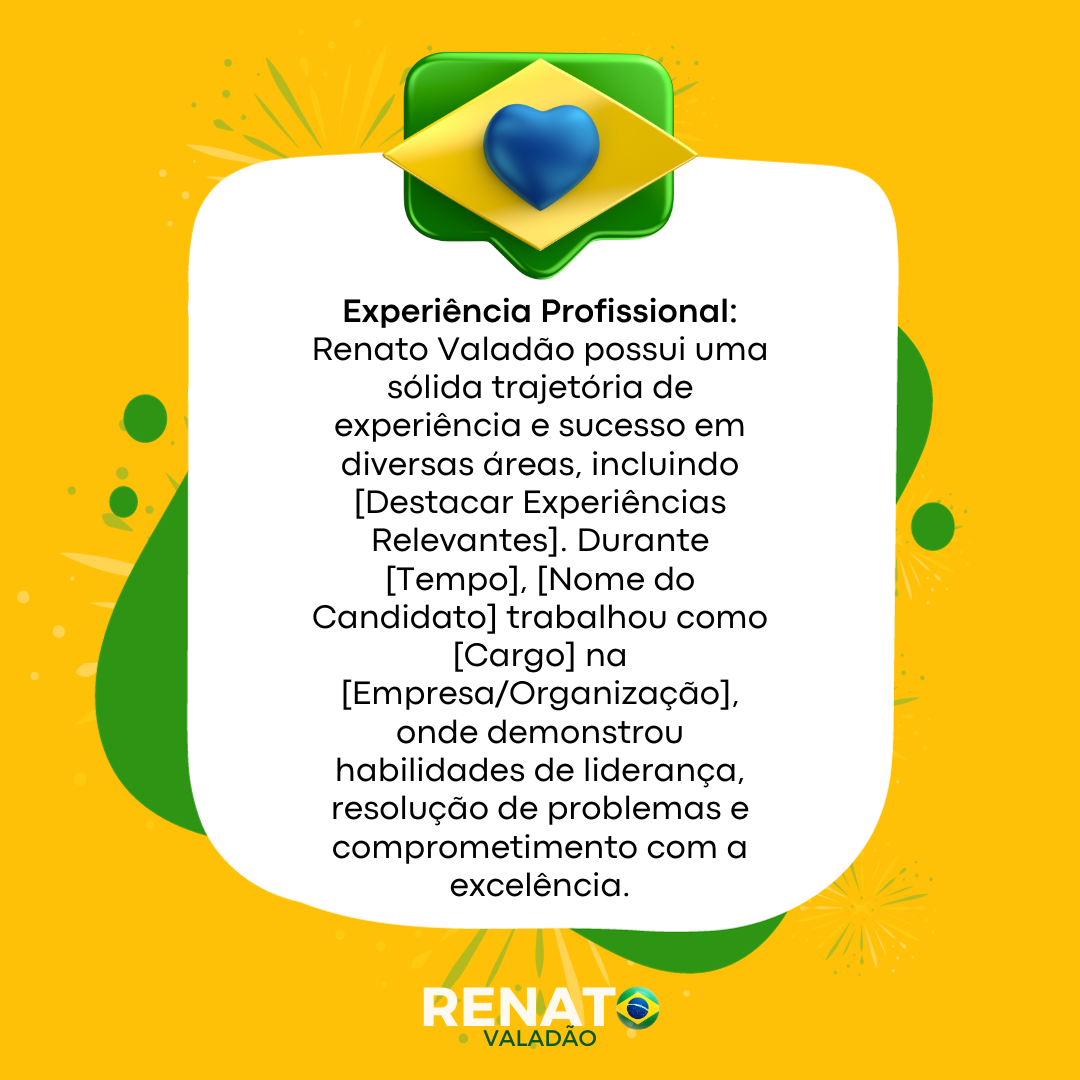 Experiência Profissional:
Renato Valadão possui uma
sólida trajetória de
experiência e sucesso em
diversas áreas, incluindo
[Destacar Experiências
Relevantes]. Durante
[Tempo], [Nome do
Candidato] trabalhou como
[Cargo] na
[Empresa/Organização],
onde demonstrou
habilidades de liderança,
resolução de problemas e
comprometimento com a
excelência.
RENATO
VALADÃO